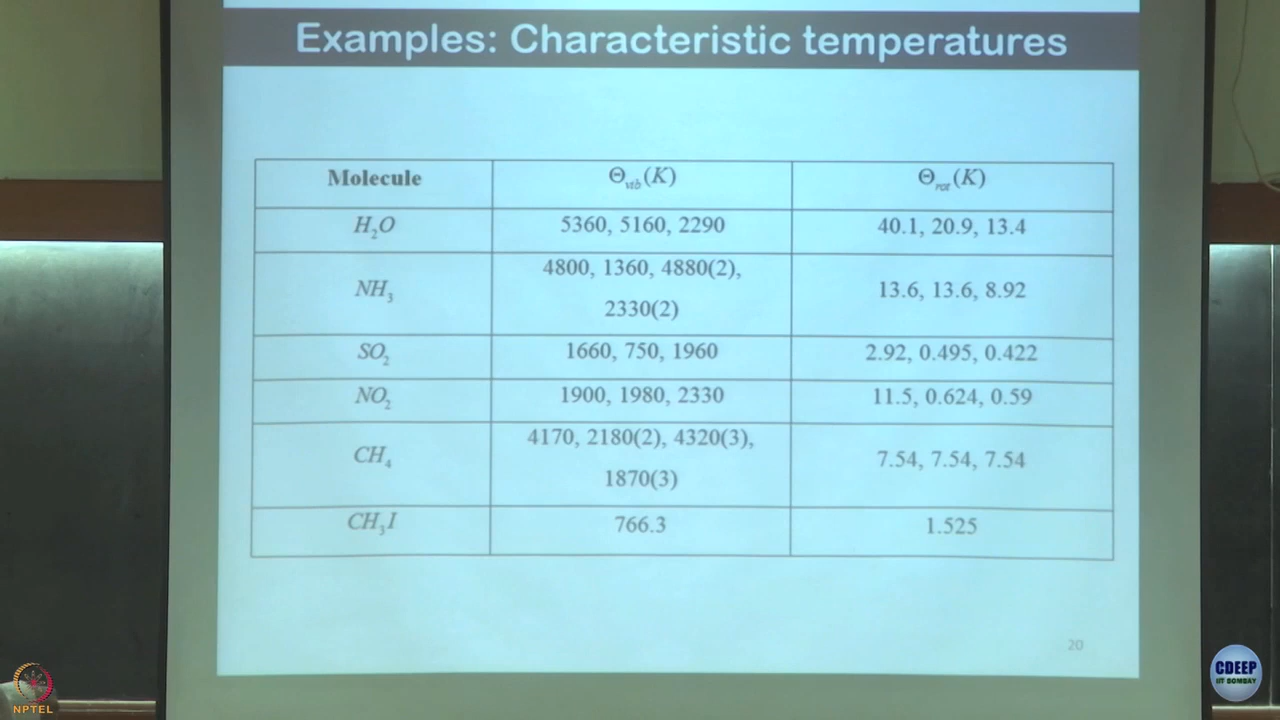 Examples: Characteristic temperatures
Molecule Θvib(K) Θrot(K)
H2O 5360, 5160, 2290 40.1, 20.9, 13.4
NH3 4800, 1360, 4880(2), 2330(2) 13.6, 13.6, 8.92
SO2 1660, 750, 1960 2.92, 0.495, 0.422
NO2 1900, 1980, 2330 11.5, 0.624, 0.59
CH4 4170, 2180(2), 4320(3), 1870(3) 7.54, 7.54, 7.54
CH3I 766.3 1.525
20
NPTEL
CDEEP
IIT BOMBAY